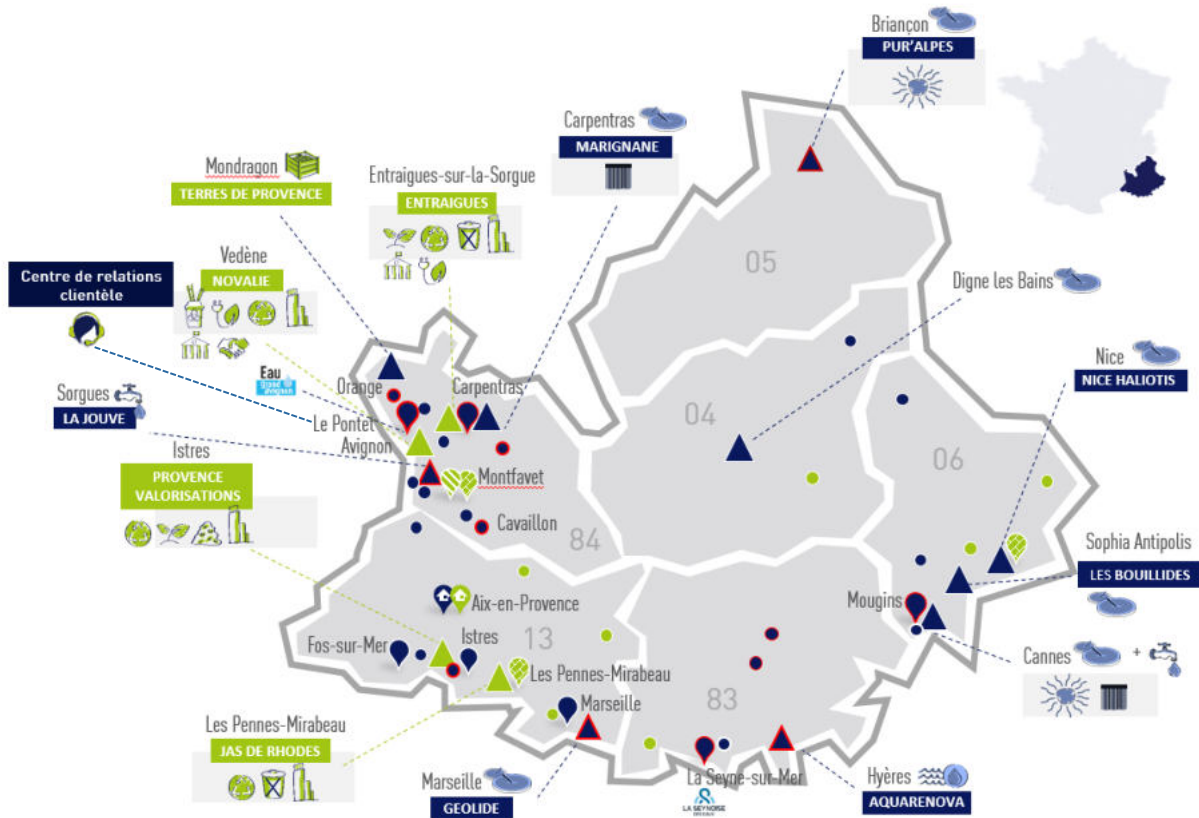 Briançon
PUR'ALPES
Carpentras
MARIGNANE
Mondragon
TERRES DE PROVENCE
Entraigues-sur-la-Sorgue
ENTRAIGUES
Vedène
NOVALIE
Centre de relations
clientèle
05
Digne les Bains
Nice
NICE HALIOTIS
Eau
grand avignon
Orange
Carpentras
Sorgues
LA JOUVE
Le Pontet
Avignon
04
06
Istres
PROVENCE
VALORISATIONS
Montfavet
Cavaillon
84
Sophia Antipolis
LES BOUILLIDES
Mougins
Aix-en-Provence
Fos-sur-Mer
Istres
13
Les Pennes-Mirabeau
Cannes
+
Marseille
83
Les Pennes-Mirabeau
JAS DE RHODES
Marseille
GEOLIDE
La Seyne-sur-Mer
LA SEYNOISE
DES EAUX
Hyères
AQUARENOVA